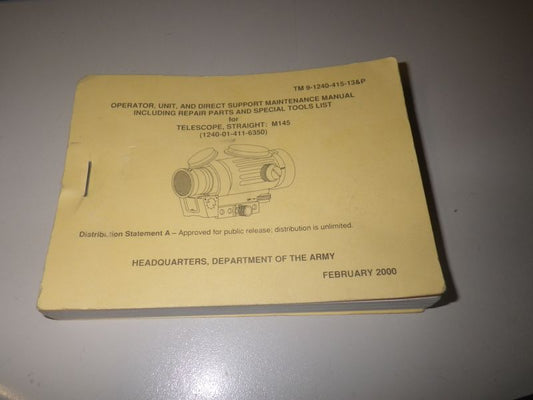 TM 9-1240-415-13&P
OPERATOR, UNIT, AND DIRECT SUPPORT MAINTENANCE MANUAL
INCLUDING REPAIR PARTS AND SPECIAL TOOLS LIST
for
TELESCOPE, STRAIGHT: M145
(1240-01-411-6350)
Distribution Statement A – Approved for public release; distribution is unlimited.
HEADQUARTERS, DEPARTMENT OF THE ARMY
FEBRUARY 2000